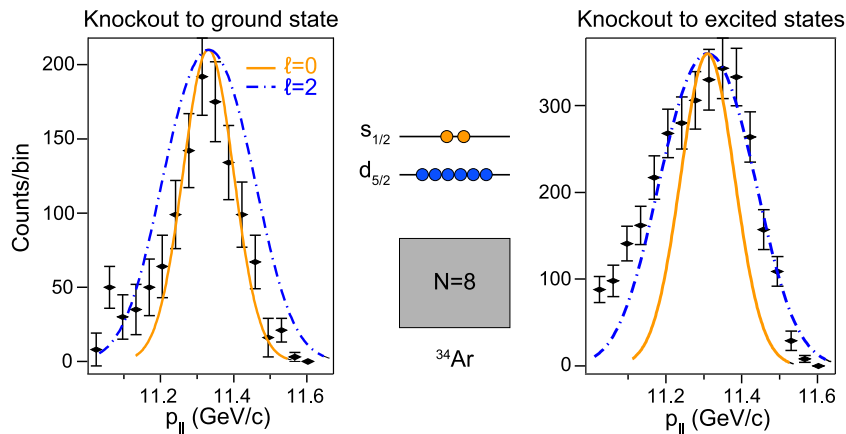 Knockout to ground state
Knockout to excited states
200
150
100
50
0
Counts/bin
ℓ=0
ℓ=2
11.2
11.4
11.6
p|| (GeV/c)
s1/2
d5/2
N=8
34Ar
300
200
100
0
11.2
11.4
11.6
p|| (GeV/c)